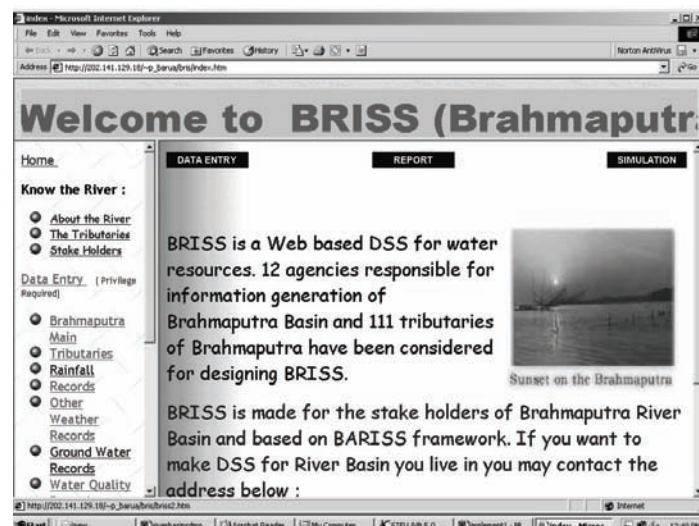 index - Microsoft Internet Explorer
File Edit View Favorites Tools Help
Search Favorites History
Norton AntiVirus
Address http://202.141.129.18/~p_barua/bris/index.htm Go
Welcome to BRISS (Brahmaputr
Home
Know the River :
About the River
The Tributaries
Stake Holders
Data Entry (Privilege
Required)
Brahmaputra
Main
Tributaries
Rainfall
Records
Other
Weather
Records
Ground Water
Records
Water Quality
DATA ENTRY REPORT SIMULATION
BRISS is a Web based DSS for water
resources. 12 agencies responsible for
information generation of
Brahmaputra Basin and 111 tributaries
of Brahmaputra have been considered
for designing BRISS.
Sunset on the Brahmaputra
BRISS is made for the stake holders of Brahmaputra River
Basin and based on BARISS framework. If you want to
make DSS for River Basin you live in you may contact the
address below :
http://202.141.129.18/~p_barua/bris/briss2.htm Internet
Start Acrobat Reader My Computer